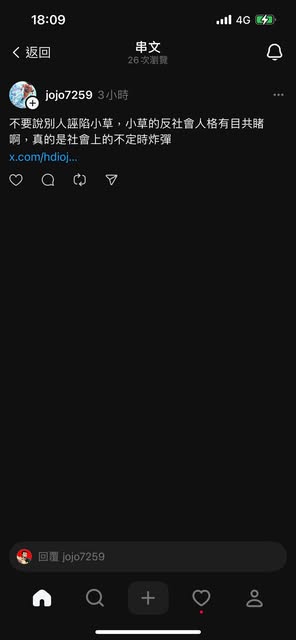 18:09
4G
返回
串文
26 次瀏覽
jojo7259 3小時
不要說別人誣陷小草，小草的反社會人格有目共睹
啊，真的是社會上的不定時炸彈
x.com/hdioj...
回覆 jojo7259